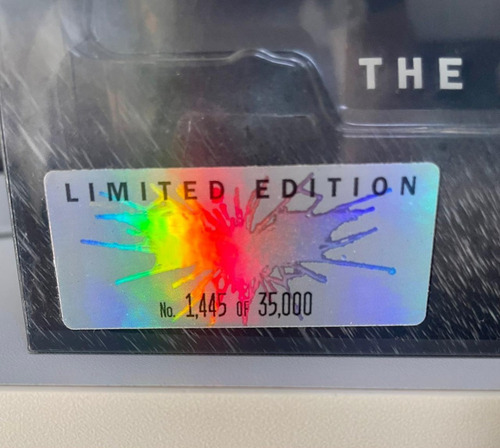 THE
LIMITED EDITION
No. 1,445 OF 35,000